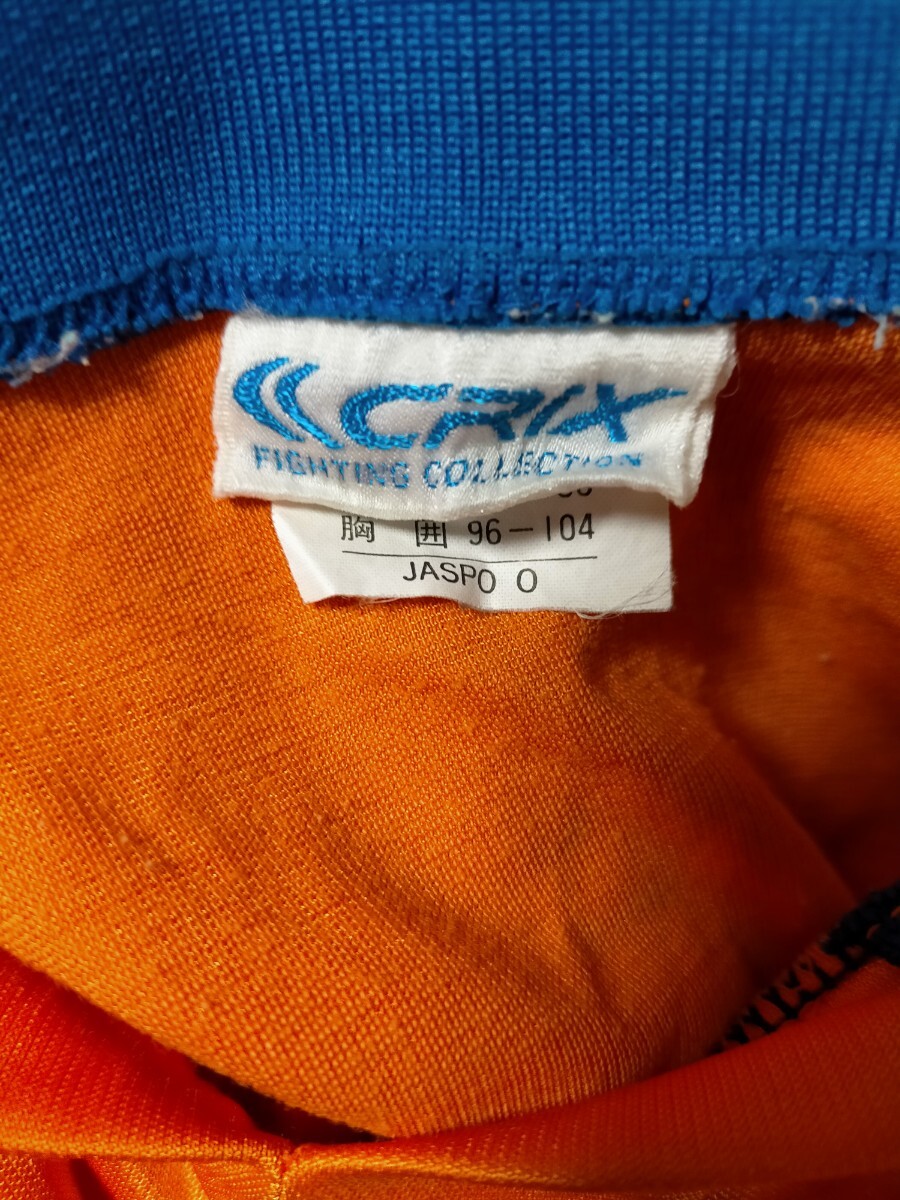 CRIX
FIGHTING COLLECTION
胸 囲 96-104
JASPO O